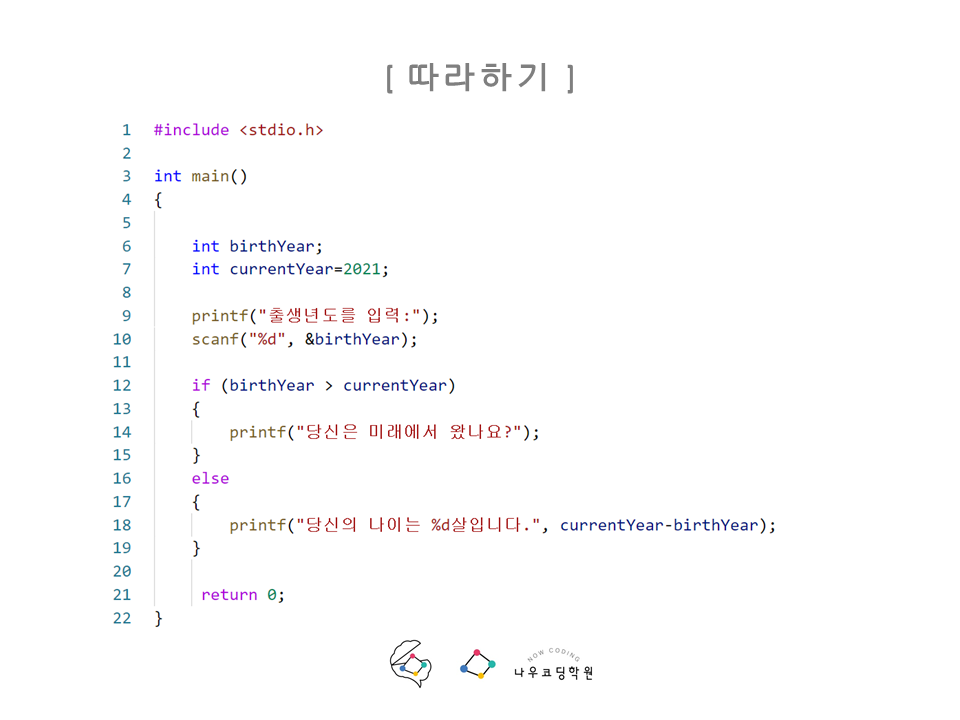 [ 따라하기 ]
1 #include <stdio.h>
2
3 int main()
4 {
5
6 int birthYear;
7 int currentYear=2021;
8
9 printf("출생년도를 입력:");
10 scanf("%d", &birthYear);
11
12 if (birthYear > currentYear)
13 {
14 printf("당신은 미래에서 왔나요?");
15 }
16 else
17 {
18 printf("당신의 나이는 %d살입니다.", currentYear-birthYear);
19 }
20
21 return 0;
22 }
NOW CODING
나우코딩학원